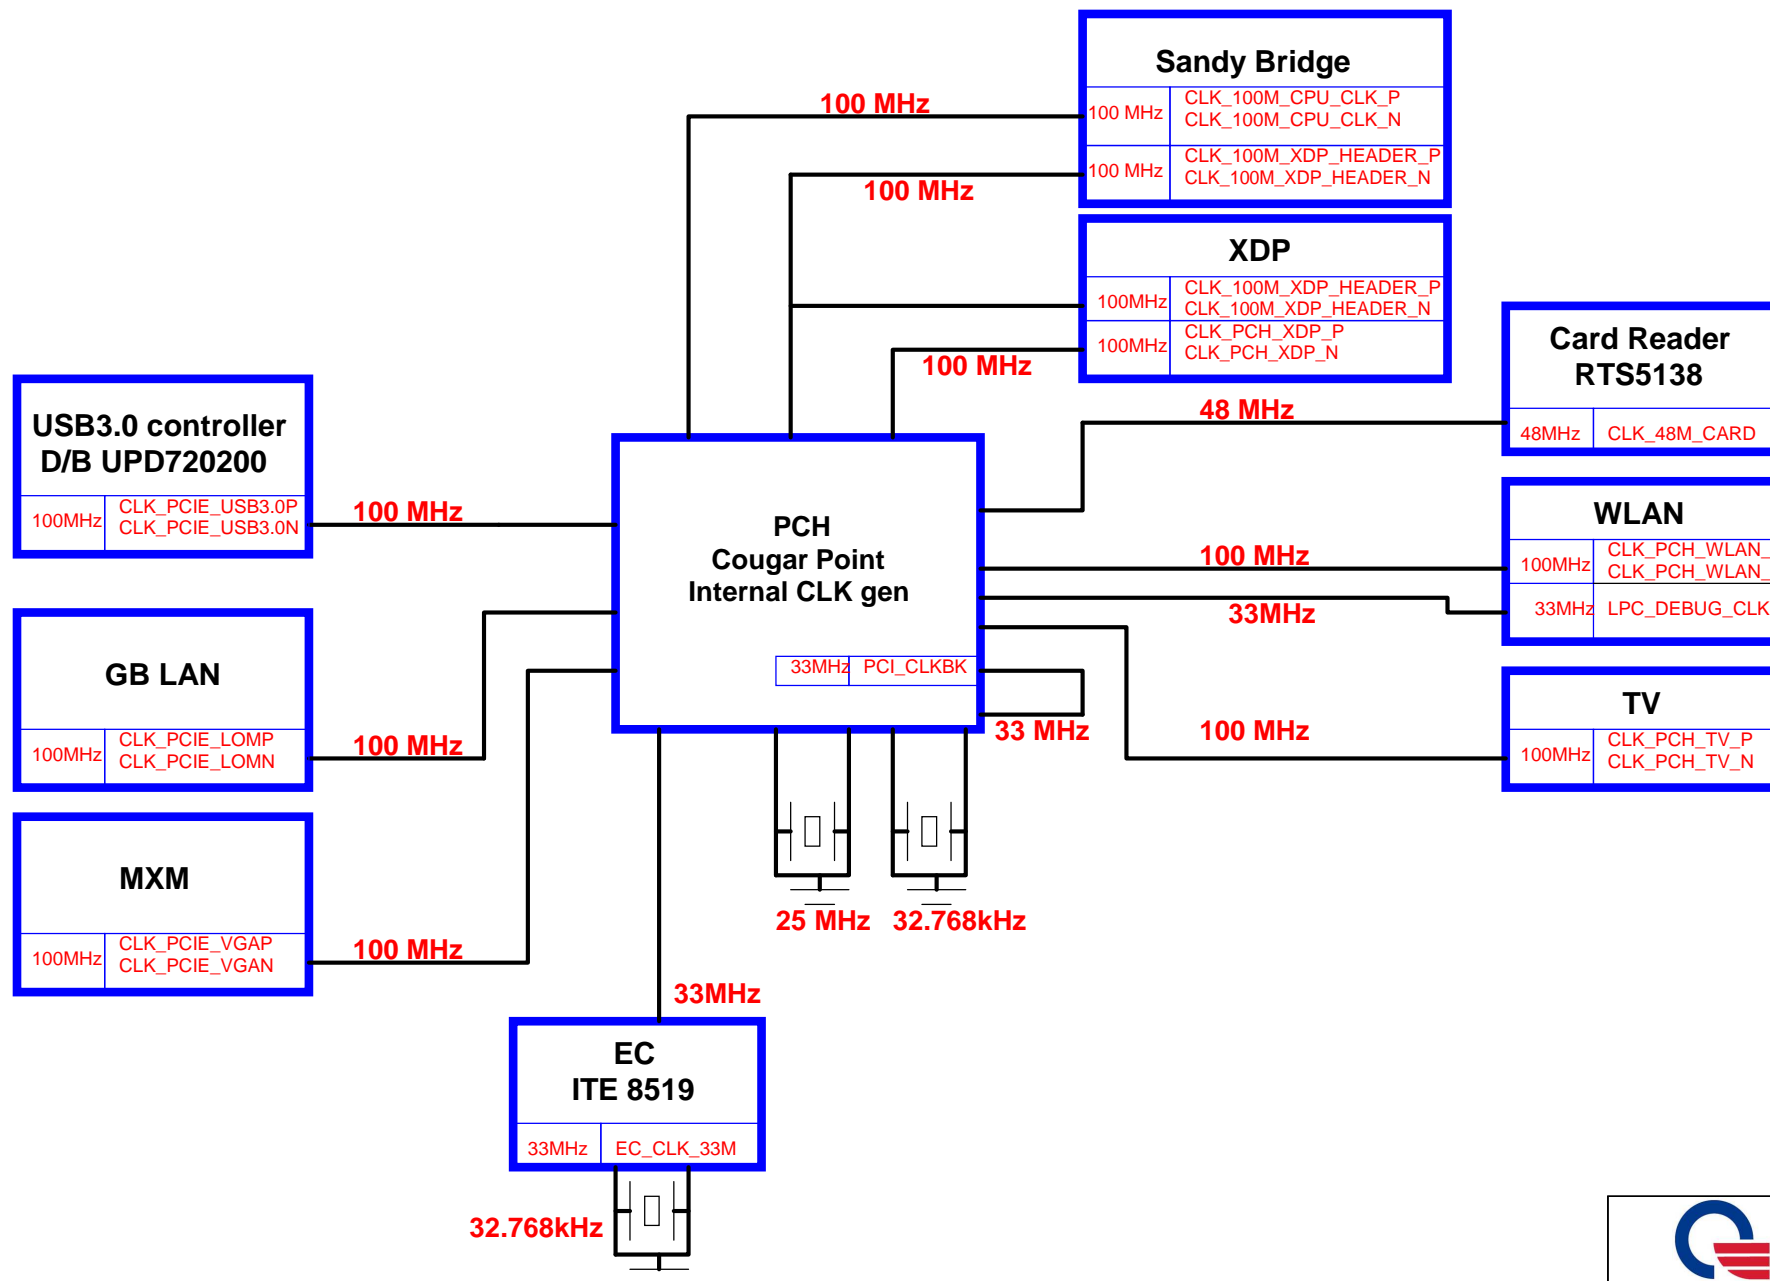 Sandy Bridge
100 MHz
CLK_100M_CPU_CLK_P
CLK_100M_CPU_CLK_N
100 MHz
100 MHz
CLK_100M_XDP_HEADER_P
CLK_100M_XDP_HEADER_N
100 MHz
XDP
100MHz
CLK_100M_XDP_HEADER_P
CLK_100M_XDP_HEADER_N
100MHz
CLK_PCH_XDP_P
CLK_PCH_XDP_N
100 MHz
Card Reader
RTS5138
48MHz
CLK_48M_CARD
48 MHz
USB3.0 controller
D/B UPD720200
100MHz
CLK_PCIE_USB3.0P
CLK_PCIE_USB3.0N
100 MHz
PCH
Cougar Point
Internal CLK gen
33MHz
PCI_CLKBK
33 MHz
WLAN
100MHz
CLK_PCH_WLAN_
CLK_PCH_WLAN_
33MHz
LPC_DEBUG_CLK
100 MHz
33MHz
GB LAN
100MHz
CLK_PCIE_LOMP
CLK_PCIE_LOMN
100 MHz
TV
100MHz
CLK_PCH_TV_P
CLK_PCH_TV_N
100 MHz
MXM
100MHz
CLK_PCIE_VGAP
CLK_PCIE_VGAN
100 MHz
25 MHz
32.768kHz
33MHz
EC
ITE 8519
33MHz
EC_CLK_33M
32.768kHz